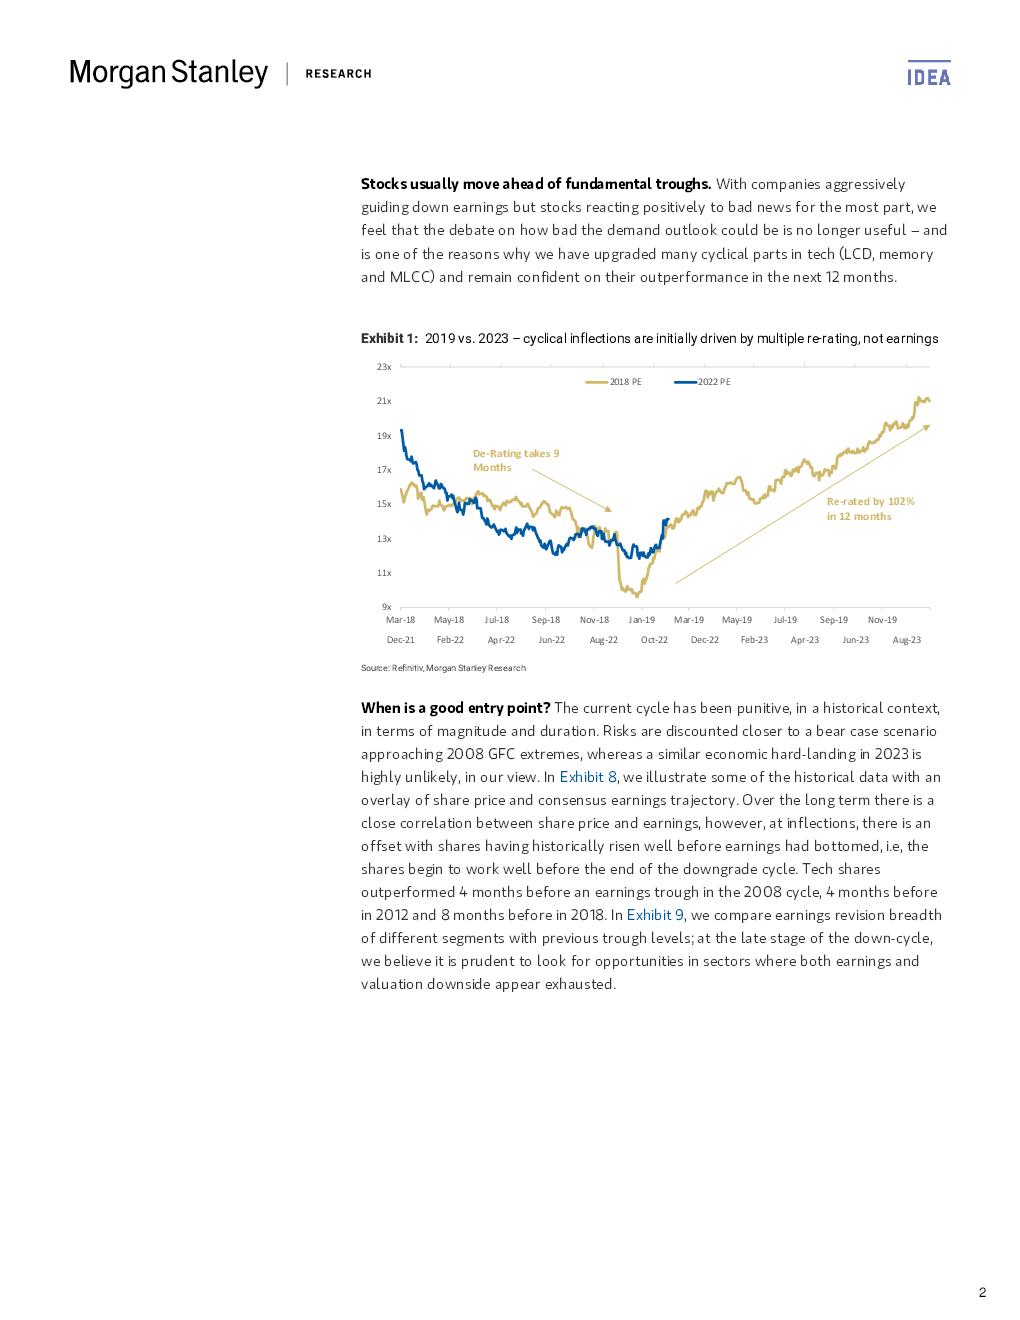 Morgan Stanley | RESEARCH
IDEA
Stocks usually move ahead of fundamental troughs. With companies aggressively
guiding down earnings but stocks reacting positively to bad news for the most part, we
feel that the debate on how bad the demand outlook could be is no longer useful – and
is one of the reasons why we have upgraded many cyclical parts in tech (LCD, memory
and MLCC) and remain confident on their outperformance in the next 12 months.
Exhibit 1: 2019 vs. 2023 – cyclical inflections are initially driven by multiple re-rating, not earnings
23x
2018 PE 2022 PE
21x
19x
De-Rating takes 9
Months
17x
15x
Re-rated by 102%
in 12 months
13x
11x
9x
Mar-18 May-18 Jul-18 Sep-18 Nov-18 Jan-19 Mar-19 May-19 Jul-19 Sep-19 Nov-19
Dec-21 Feb-22 Apr-22 Jun-22 Aug-22 Oct-22 Dec-22 Feb-23 Apr-23 Jun-23 Aug-23
Source: Refinitiv, Morgan Stanley Research
When is a good entry point? The current cycle has been punitive, in a historical context,
in terms of magnitude and duration. Risks are discounted closer to a bear case scenario
approaching 2008 GFC extremes, whereas a similar economic hard-landing in 2023 is
highly unlikely, in our view. In Exhibit 8, we illustrate some of the historical data with an
overlay of share price and consensus earnings trajectory. Over the long term there is a
close correlation between share price and earnings, however, at inflections, there is an
offset with shares having historically risen well before earnings had bottomed, i.e, the
shares begin to work well before the end of the downgrade cycle. Tech shares
outperformed 4 months before an earnings trough in the 2008 cycle, 4 months before
in 2012 and 8 months before in 2018. In Exhibit 9, we compare earnings revision breadth
of different segments with previous trough levels; at the late stage of the down-cycle,
we believe it is prudent to look for opportunities in sectors where both earnings and
valuation downside appear exhausted.
2